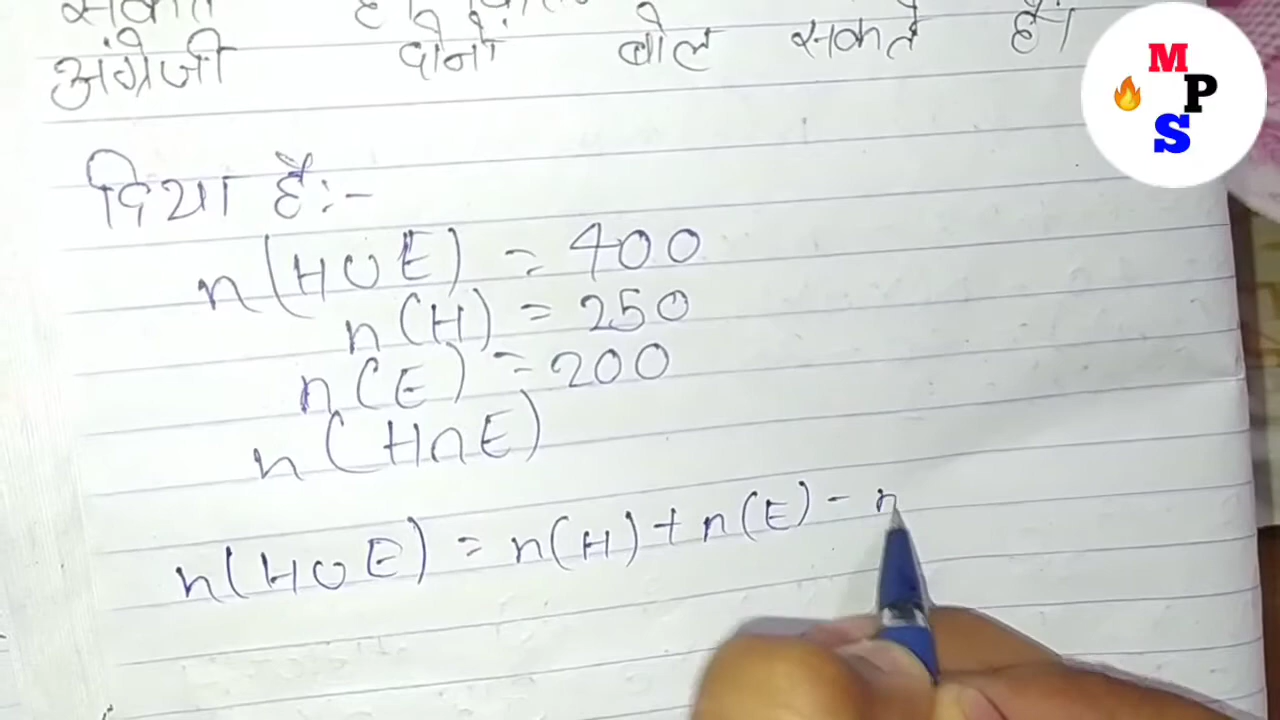 अंग्रेजी दोनों बोल सकते हैं।
M
P
S
दिया है:-
n(H∪E) = 400
n(H) = 250
n(E) = 200
n(H∩E)
n(H∪E) = n(H) + n(E) - n